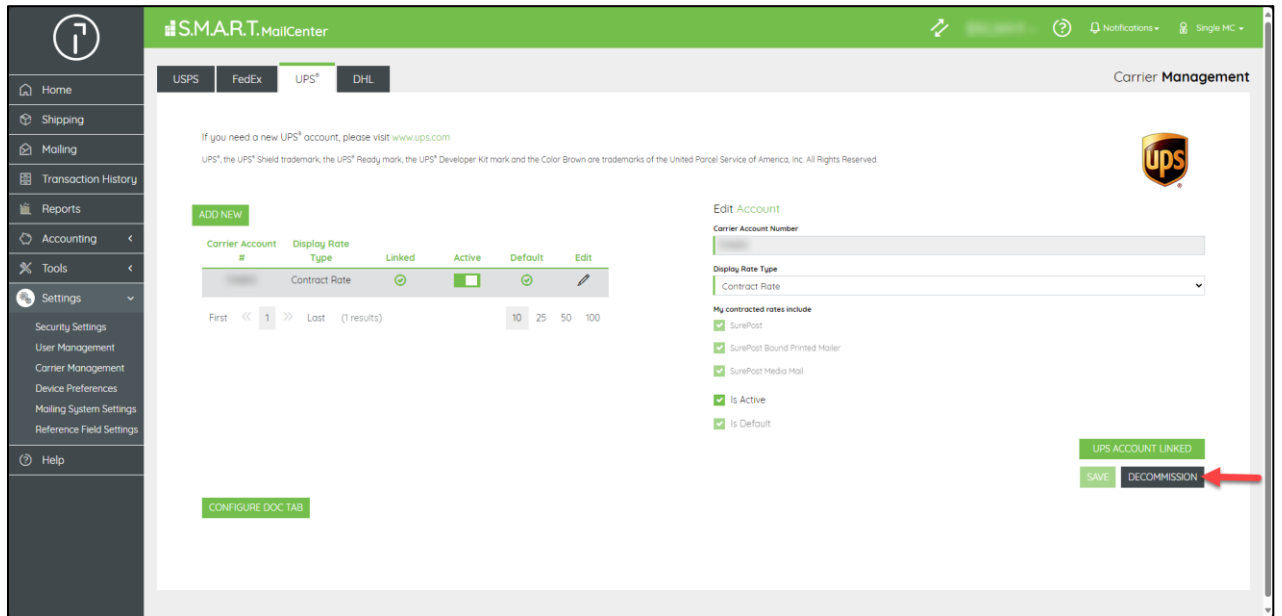 S.M.A.R.T. MailCenter
Notifications
Single MC
Home
Shipping
Mailing
Transaction History
Reports
Accounting
Tools
Settings
Security Settings
User Management
Carrier Management
Device Preferences
Mailing System Settings
Reference Field Settings
Help
USPS FedEx UPS® DHL
Carrier Management
If you need a new UPS® account, please visit www.ups.com
UPS®, the UPS® Shield trademark, the UPS® Ready mark, the UPS® Developer Kit mark and the Color Brown are trademarks of the United Parcel Service of America, Inc. All Rights Reserved.
ups
ADD NEW
Carrier Account # Display Rate Type Linked Active Default Edit
Contract Rate
First « 1 » Last (1 results) 10 25 50 100
CONFIGURE DOC TAB
Edit Account
Carrier Account Number
Display Rate Type
Contract Rate
My contracted rates include
SurePost
SurePost Bound Printed Mailer
SurePost Media Mail
Is Active
Is Default
UPS ACCOUNT LINKED
SAVE DECOMMISSION